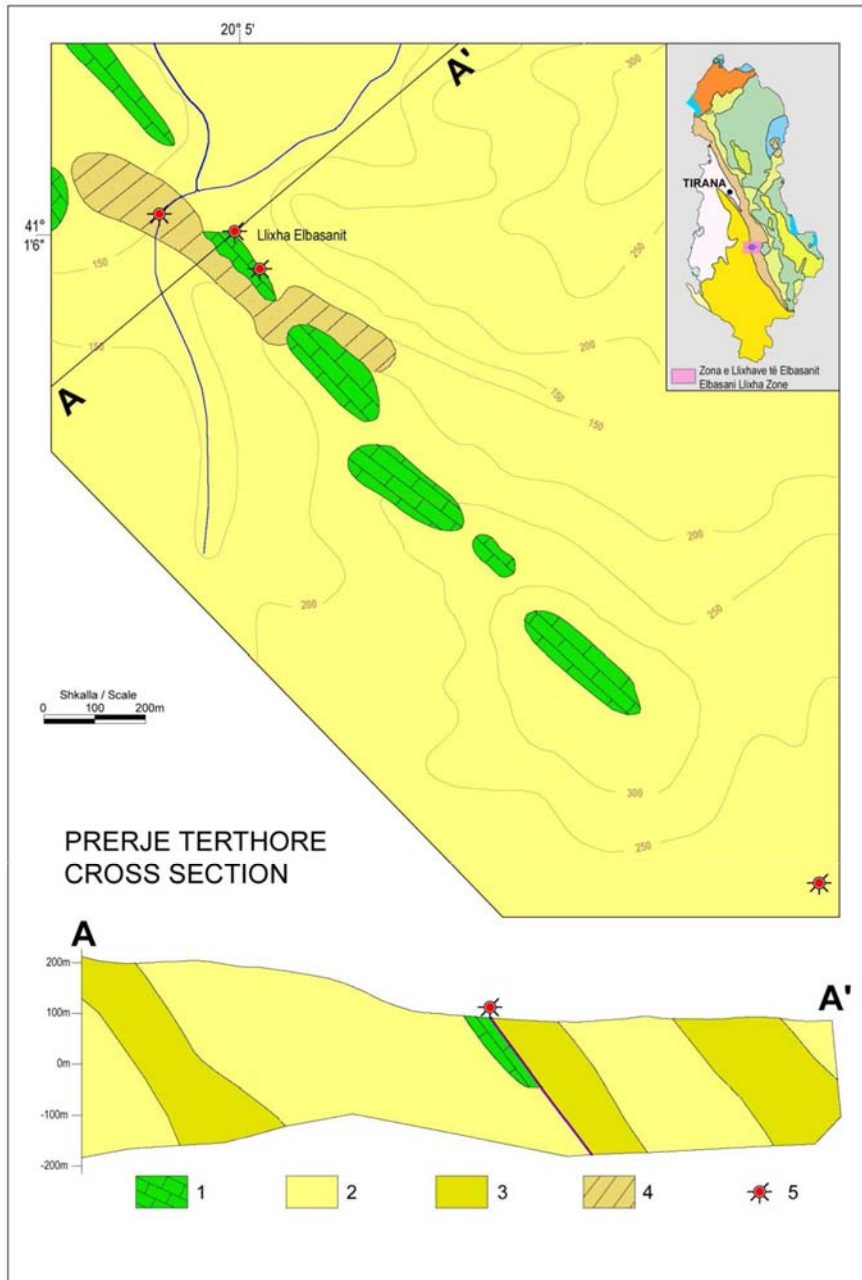 20° 5'
A'
300
TIRANA
41°
1'6"
Llixha Elbasanit
250
150
150
200
Zona e Llixhave të Elbasanit
Elbasani Llixha Zone
A
150
150
200
200
250
Shkalla / Scale
0 100 200m
300
250
PRERJE TERTHORE
CROSS SECTION
A
200m
A'
100m
0m
-100m
-200m
1 2 3 4 5